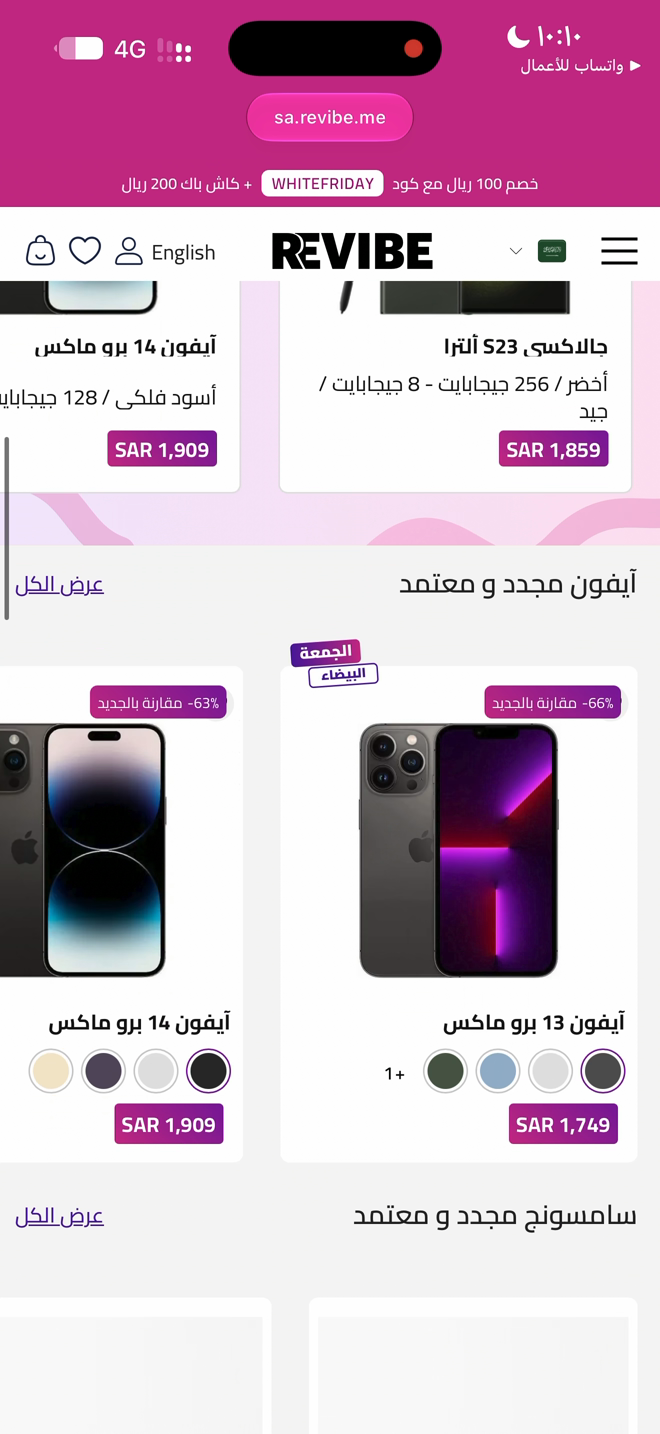 ١٠:١٠
4G
◀ واتساب للأعمال
sa.revibe.me
خصم 100 ريال مع كود WHITEFRIDAY + كاش باك 200 ريال
REVIBE
English
جالاكسي S23 ألترا
أخضر / 256 جيجابايت - 8 جيجابايت /
جيد
SAR 1,859
آيفون 14 برو ماكس
أسود فلكي / 128 جيجاباي
SAR 1,909
آيفون مجدد و معتمد
عرض الكل
الجمعة
البيضاء
-66% مقارنة بالجديد
آيفون 13 برو ماكس
+1
SAR 1,749
-63% مقارنة بالجديد
آيفون 14 برو ماكس
SAR 1,909
سامسونج مجدد و معتمد
عرض الكل